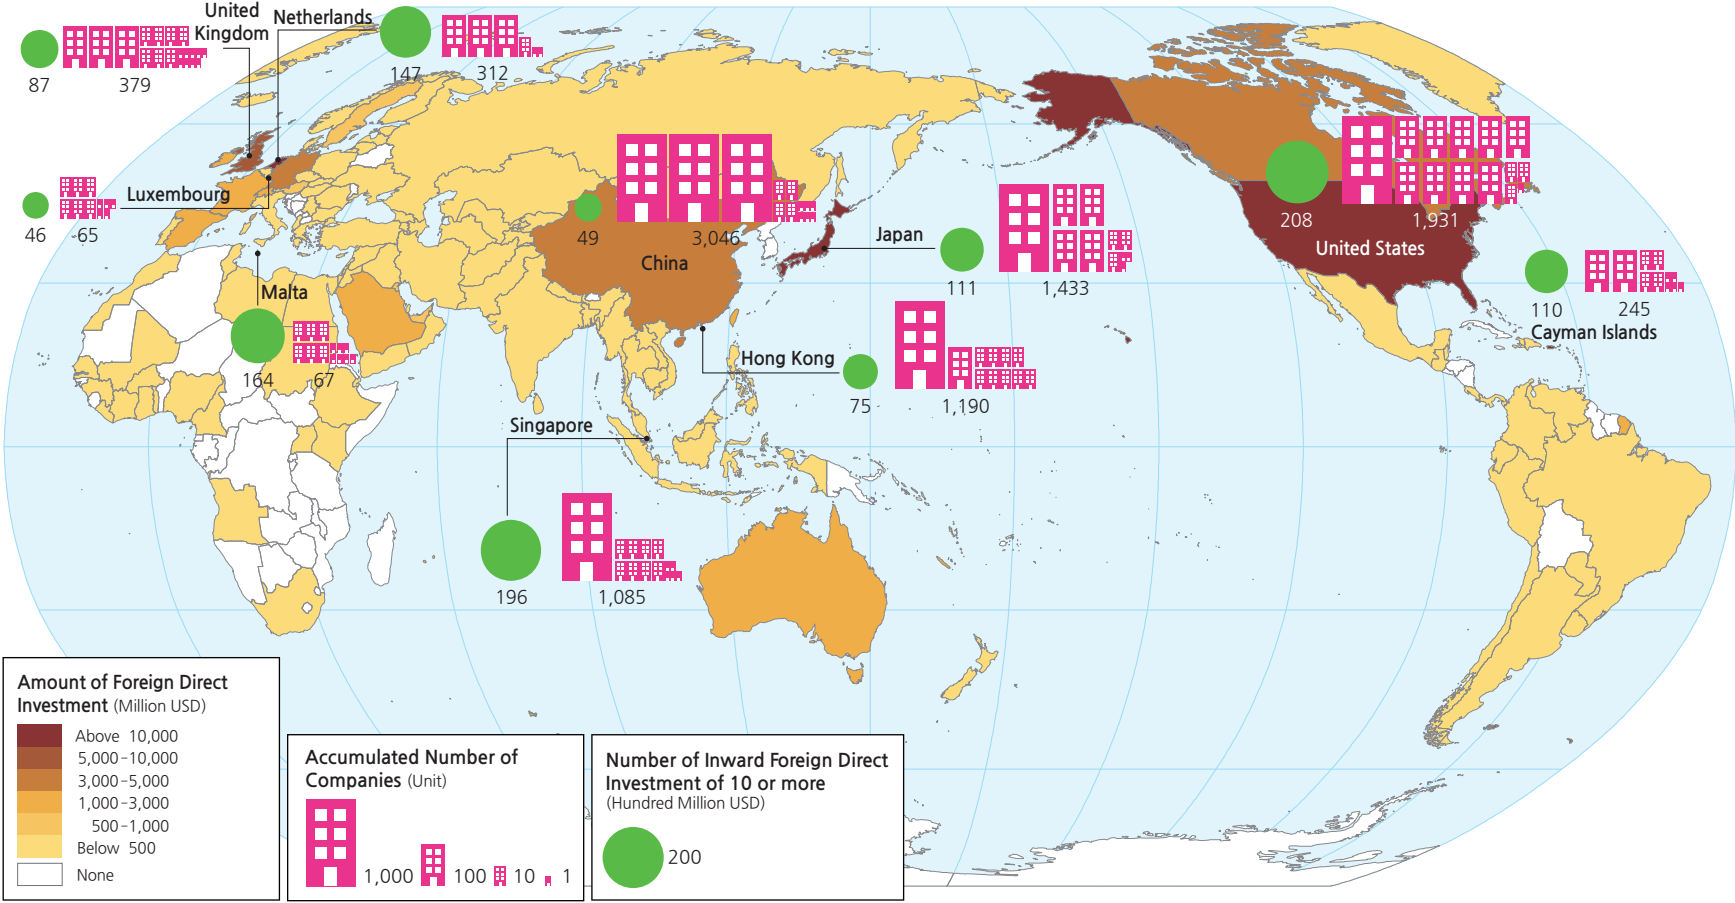 United
Kingdom
87
379
Netherlands
147
312
Luxembourg
46
65
Malta
164
67
49
3,046
China
Japan
111
1,433
208
1,931
United States
110
245
Cayman Islands
Hong Kong
75
1,190
Singapore
196
1,085
Amount of Foreign Direct
Investment (Million USD)
Above 10,000
5,000-10,000
3,000-5,000
1,000-3,000
500-1,000
Below 500
None
Accumulated Number of
Companies (Unit)
1,000 100 10 1
Number of Inward Foreign Direct
Investment of 10 or more
(Hundred Million USD)
200